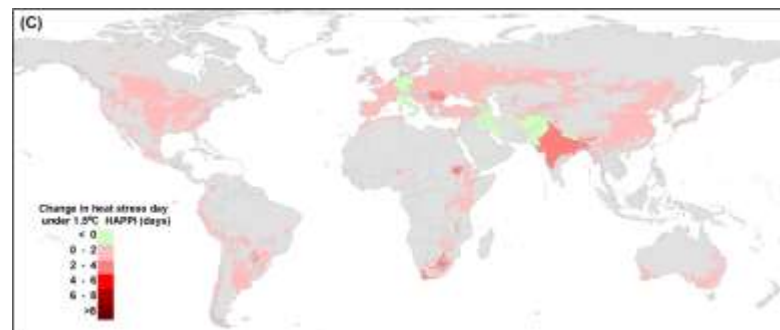 (C)
Change in heat stress day
under 1.5ºC HAPPI (days)
< 0
0 - 2
2 - 4
4 - 6
6 - 8
>8